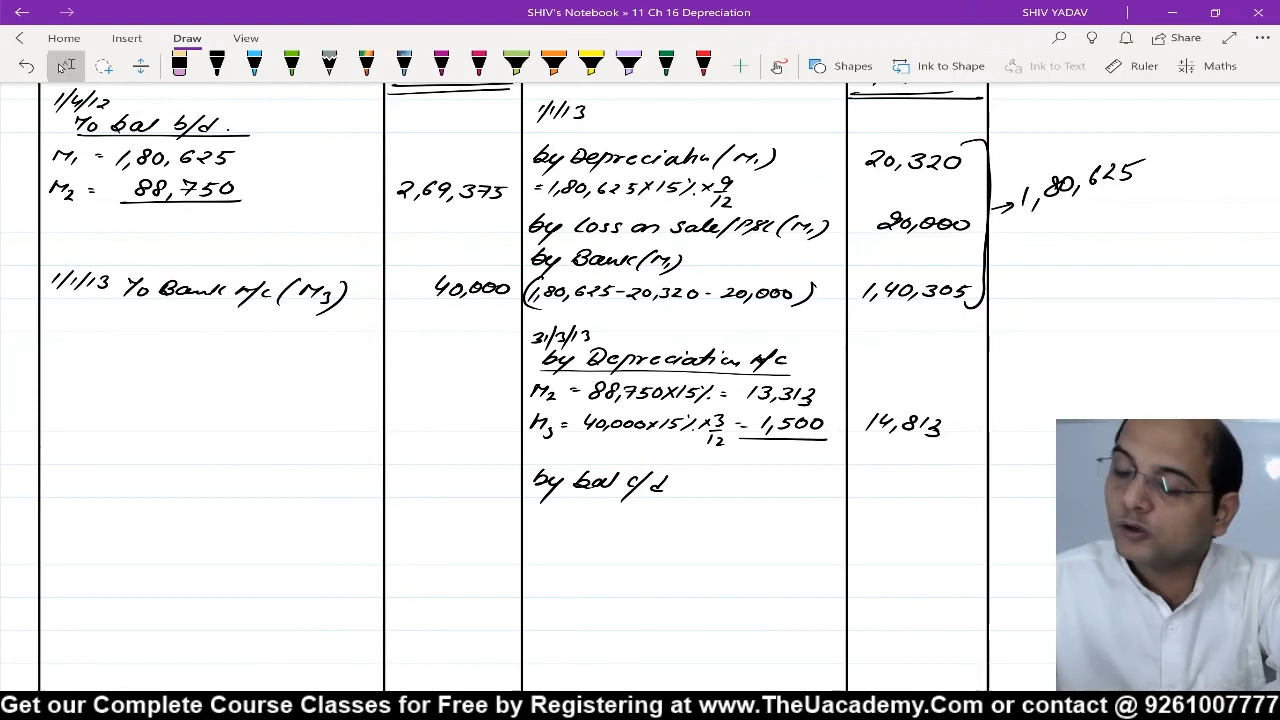 SHIV's Notebook » 11 Ch 16 Depreciation
SHIV YADAV
Home Insert Draw View
Share
Shapes Ink to Shape Ink to Text Ruler Maths
1/4/12
To bal b/d.
M1 = 1,80,625
M2 = 88,750 2,69,375
1/1/13 To Bank A/c (M3) 40,000
1/1/13
by Depreciatn (M1) 20,320
= 1,80,625×15%×9/12
by Loss on Sale/P&L (M1) 20,000
by Bank (M1)
(1,80,625-20,320-20,000) 1,40,305
→ 1,80,625
31/3/13
by Depreciation A/c
M2 = 88,750×15% = 13,313
M3 = 40,000×15%×3/12 - 1,500 14,813
by bal c/d
Get our Complete Course Classes for Free by Registering at www.TheUacademy.Com or contact @ 9261007777